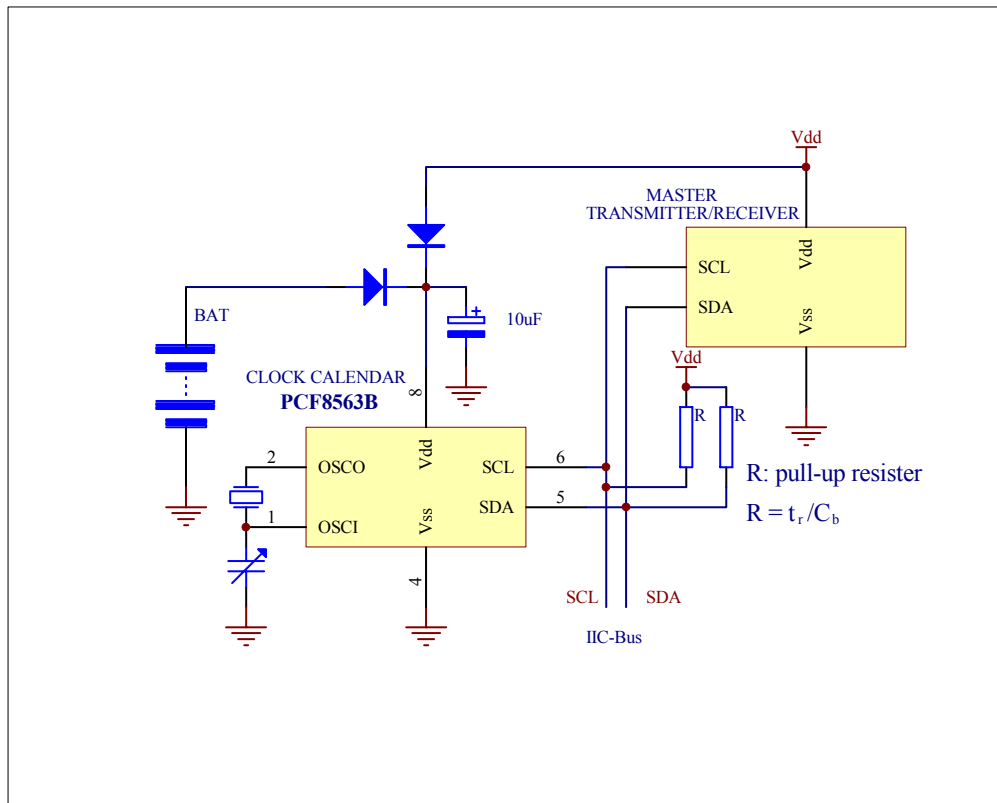 Vdd
MASTER
TRANSMITTER/RECEIVER
SCL
SDA
Vdd
Vss
BAT
10uF
+
CLOCK CALENDAR
PCF8563B
8
Vdd
2
OSCO
1
OSCI
SCL
6
SDA
5
Vss
4
Vdd
R
R
R: pull-up resister
R = tr/Cb
SCL
SDA
IIC-Bus